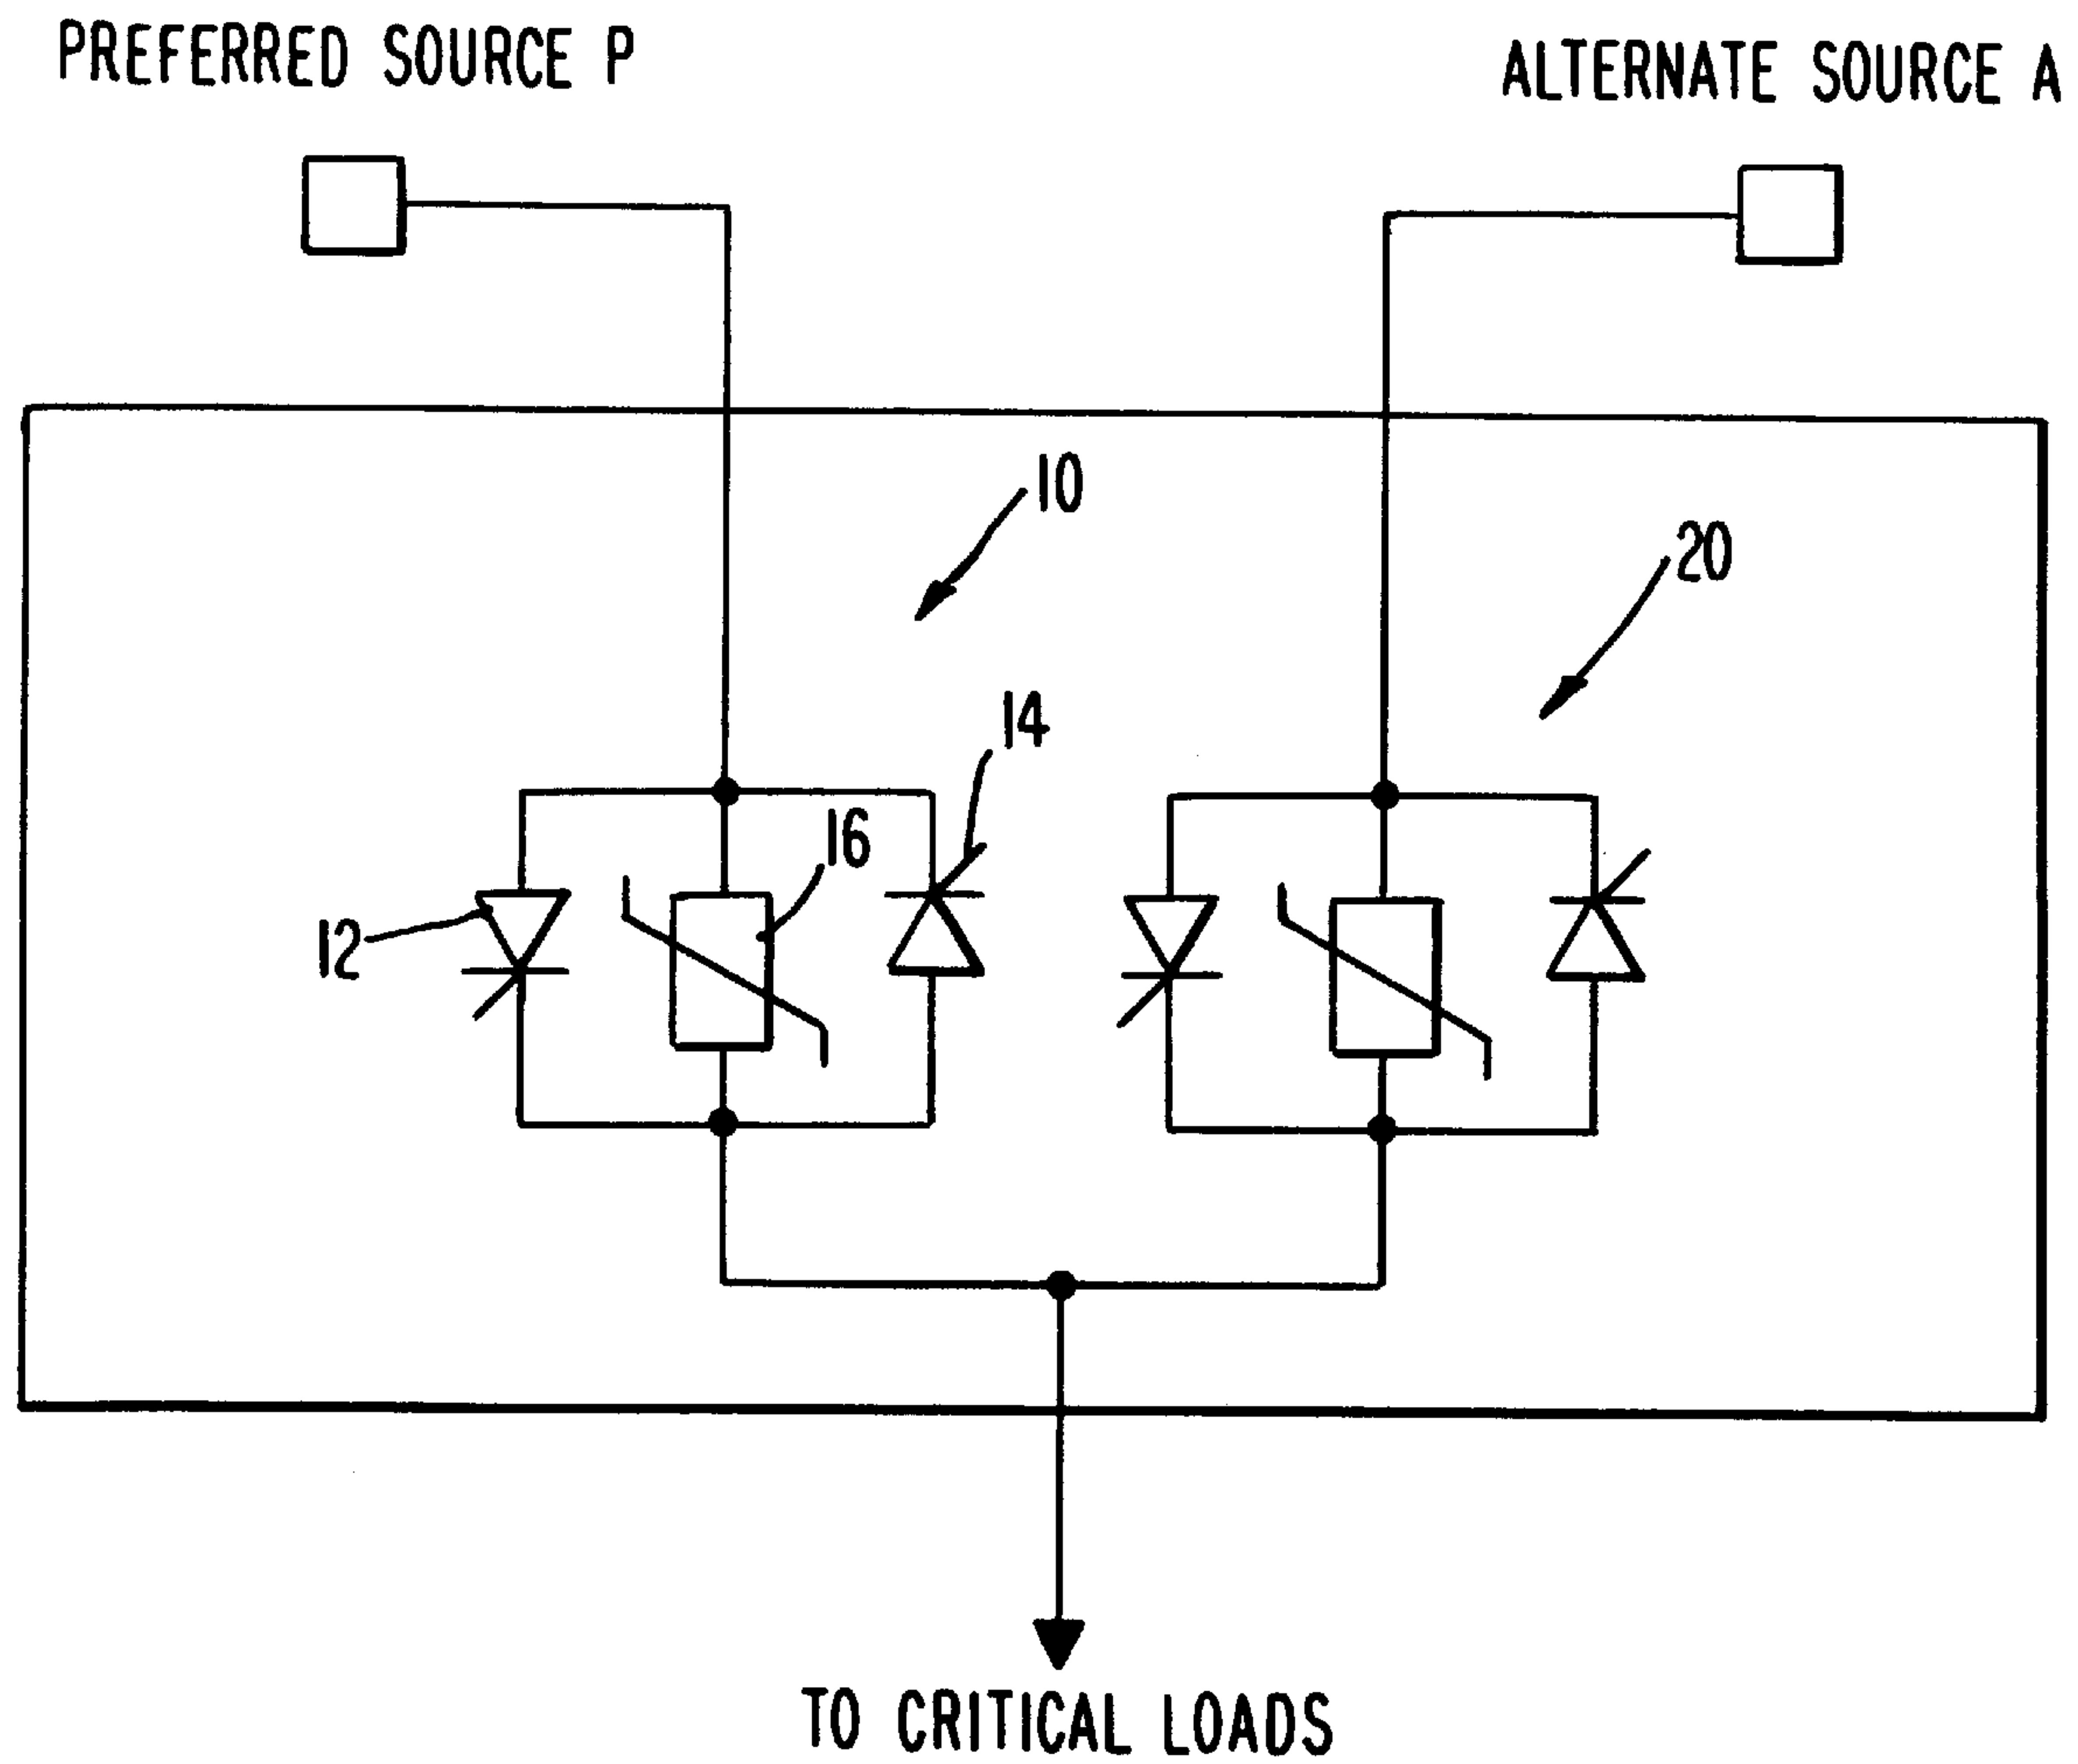 PREFERRED SOURCE P
ALTERNATE SOURCE A
10
20
14
16
12
TO CRITICAL LOADS